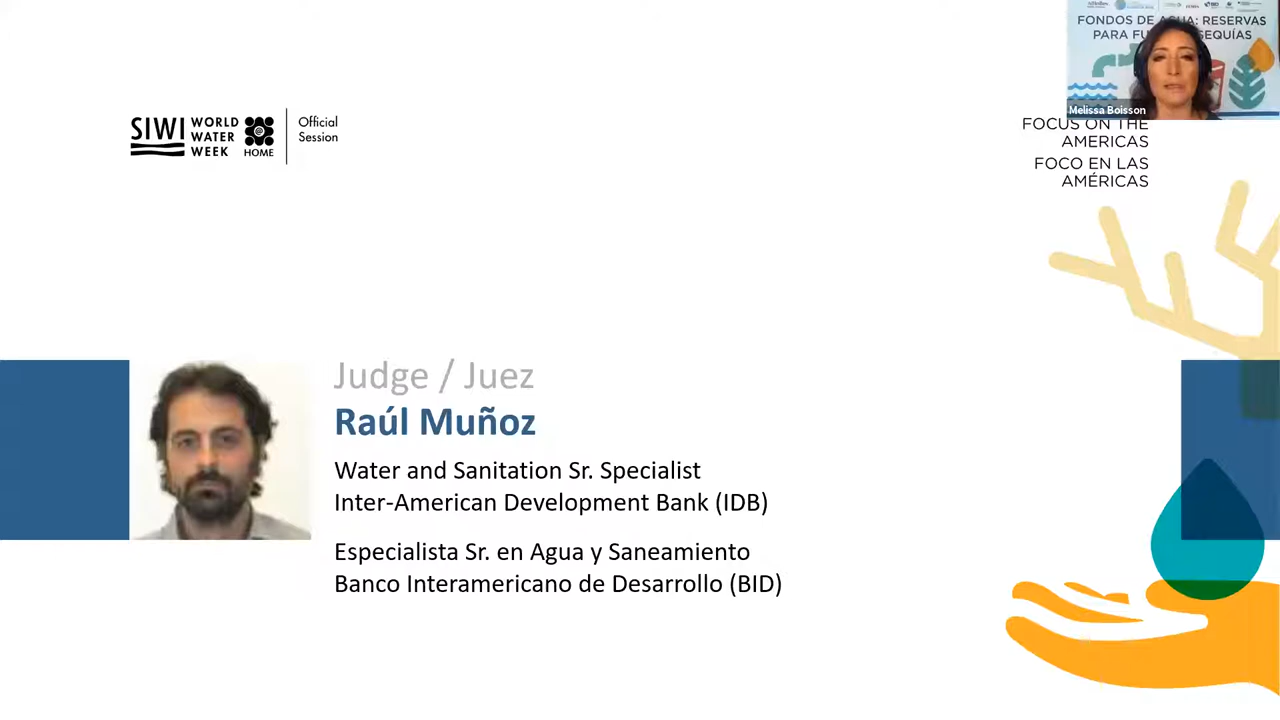 SIWI
WORLD
WATER
WEEK
HOME
Official
Session
FONDOS DE AGUA: RESERVAS
PARA SEQUÍAS
Melissa Boisson
FOCUS ON THE
AMERICAS
FOCO EN LAS
AMÉRICAS
Judge / Juez
Raúl Muñoz
Water and Sanitation Sr. Specialist
Inter-American Development Bank (IDB)
Especialista Sr. en Agua y Saneamiento
Banco Interamericano de Desarrollo (BID)